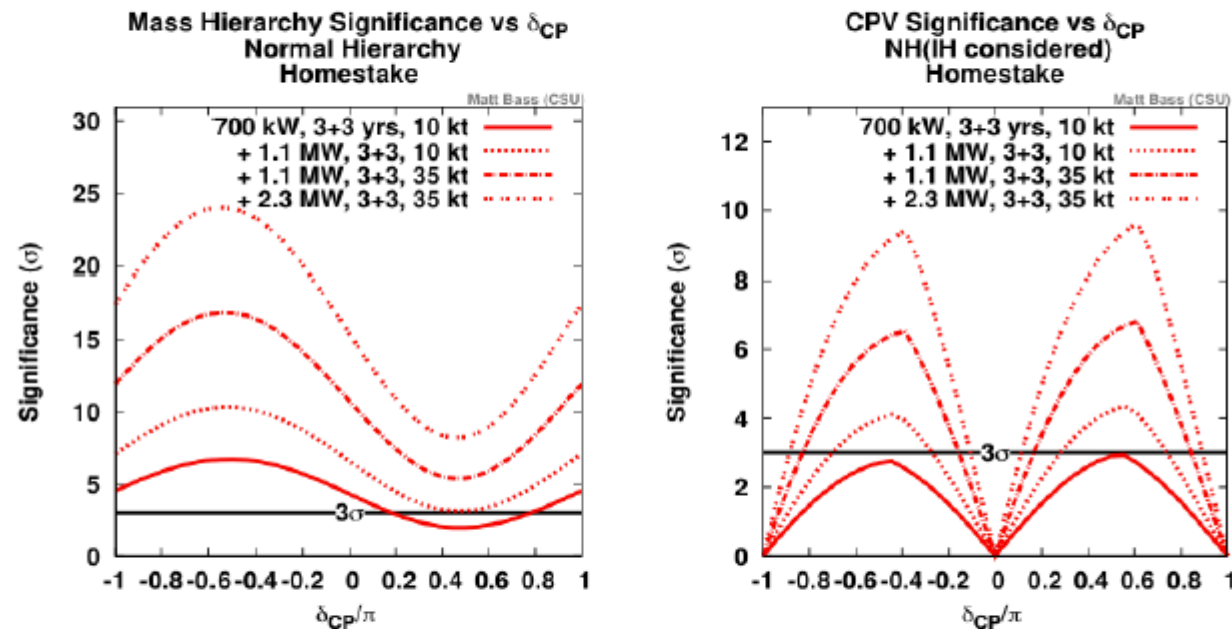 Mass Hierarchy Significance vs δCP
Normal Hierarchy
Homestake
Matt Bass (CSU)
700 kW, 3+3 yrs, 10 kt
+ 1.1 MW, 3+3, 10 kt
+ 1.1 MW, 3+3, 35 kt
+ 2.3 MW, 3+3, 35 kt
Significance (σ)
30
25
20
15
10
5
0
3σ
-1 -0.8 -0.6 -0.4 -0.2 0 0.2 0.4 0.6 0.8 1
δCP/π
CPV Significance vs δCP
NH(IH considered)
Homestake
Matt Bass (CSU)
700 kW, 3+3 yrs, 10 kt
+ 1.1 MW, 3+3, 10 kt
+ 1.1 MW, 3+3, 35 kt
+ 2.3 MW, 3+3, 35 kt
Significance (σ)
12
10
8
6
4
2
0
3σ
-1 -0.8 -0.6 -0.4 -0.2 0 0.2 0.4 0.6 0.8 1
δCP/π